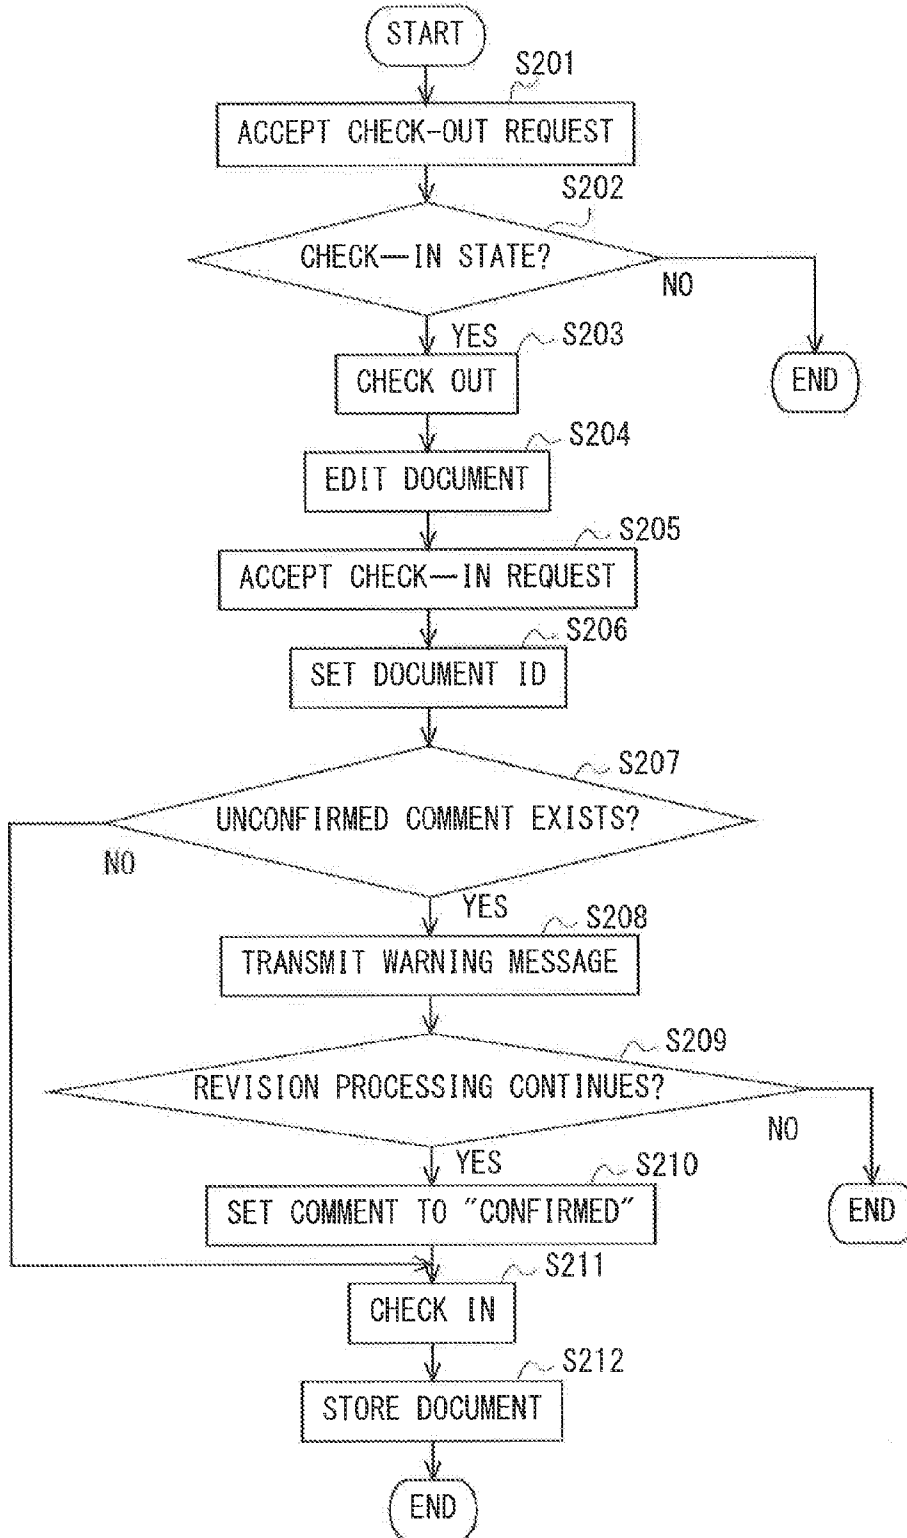 START
S201
ACCEPT CHECK-OUT REQUEST
S202
CHECK—IN STATE?
NO
YES
S203
CHECK OUT
END
S204
EDIT DOCUMENT
S205
ACCEPT CHECK—IN REQUEST
S206
SET DOCUMENT ID
S207
UNCONFIRMED COMMENT EXISTS?
NO
YES
S208
TRANSMIT WARNING MESSAGE
S209
REVISION PROCESSING CONTINUES?
NO
YES
S210
SET COMMENT TO "CONFIRMED"
END
S211
CHECK IN
S212
STORE DOCUMENT
END